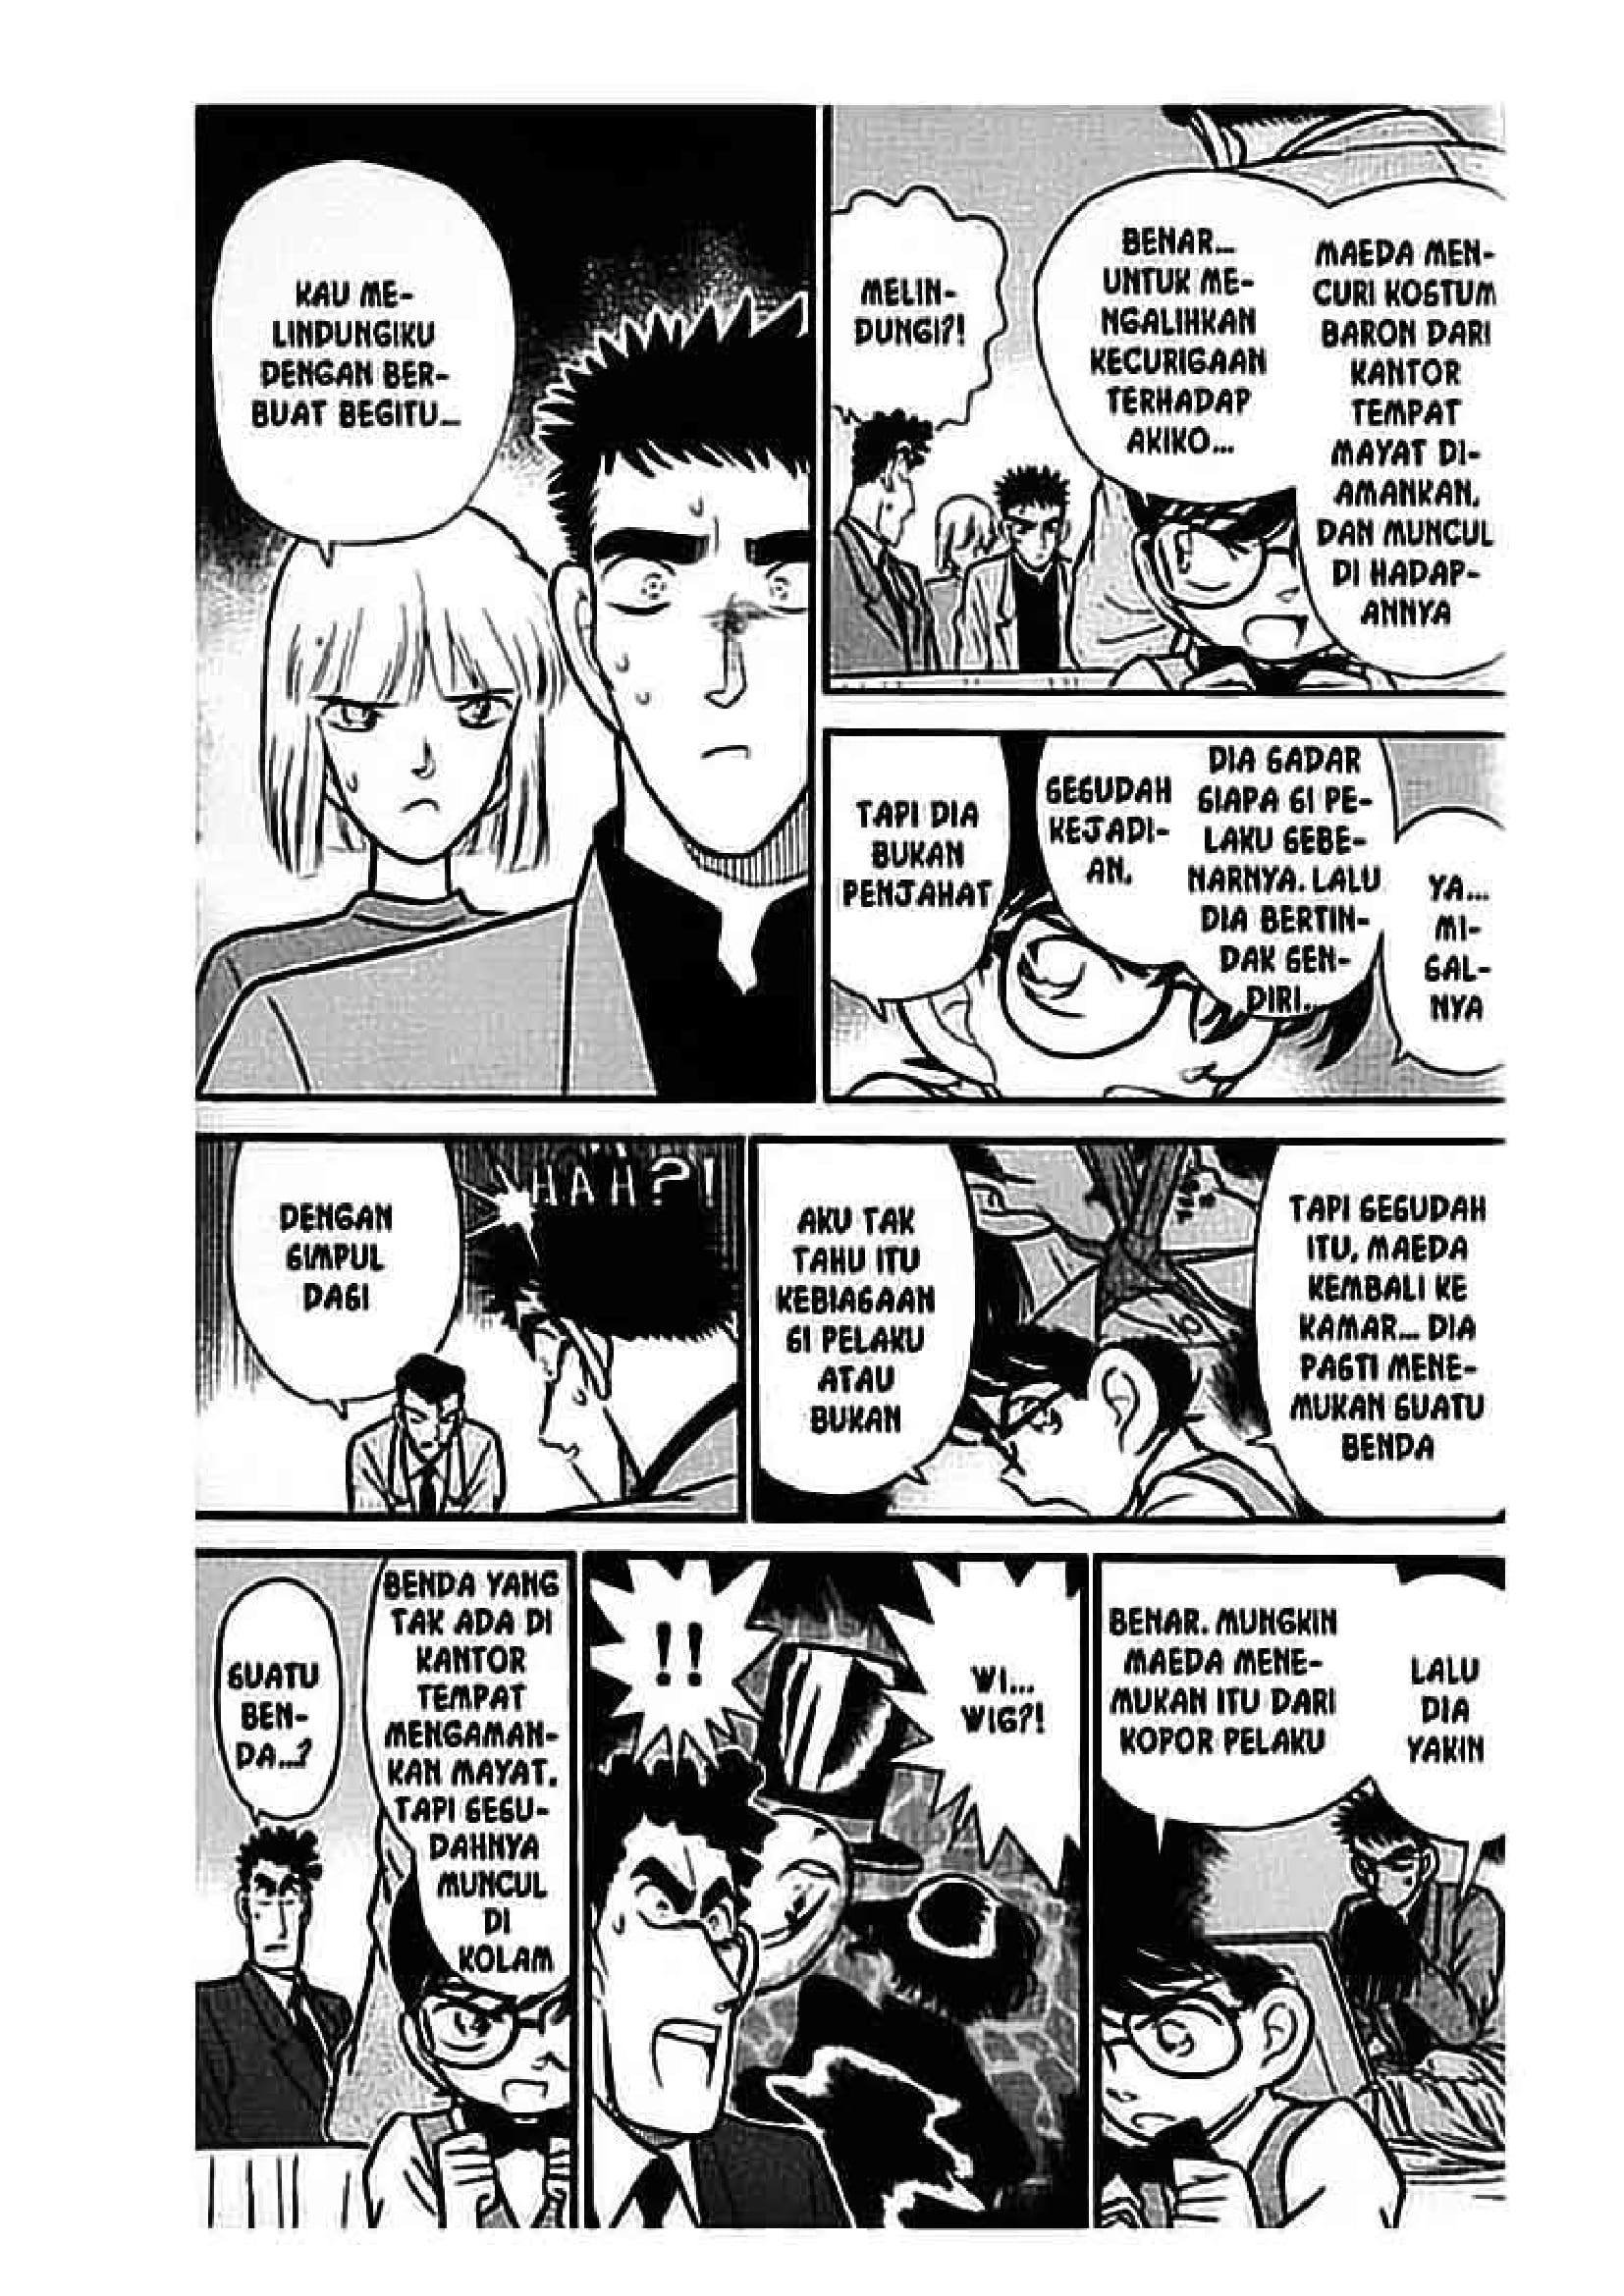 MAEDA MEN-
CURI KOSTUM
BARON DARI
KANTOR
TEMPAT
MAYAT DI-
AMANKAN,
DAN MUNCUL
DI HADAP-
ANNYA
BENAR...
UNTUK ME-
NGALIHKAN
KECURIGAAN
TERHADAP
AKIKO...
MELIN-
DUNGI?!
YA...
MI-
SAL-
NYA
DIA SADAR
SIAPA SI PE-
LAKU SEBE-
NARNYA. LALU
DIA BERTIN-
DAK SEN-
DIRI..
SESUDAH
KEJADI-
AN,
TAPI DIA
BUKAN
PENJAHAT
KAU ME-
LINDUNGIKU
DENGAN BER-
BUAT BEGITU...
TAPI SESUDAH
ITU, MAEDA
KEMBALI KE
KAMAR... DIA
PASTI MENE-
MUKAN SUATU
BENDA
AKU TAK
TAHU ITU
KEBIASAAN
SI PELAKU
ATAU
BUKAN
HAH?!
DENGAN
SIMPUL
DASI
LALU
DIA
YAKIN
BENAR. MUNGKIN
MAEDA MENE-
MUKAN ITU DARI
KOPOR PELAKU
WI...
WIG?!
!!
BENDA YANG
TAK ADA DI
KANTOR
TEMPAT
MENGAMAN-
KAN MAYAT,
TAPI SESU-
DAHNYA
MUNCUL
DI
KOLAM
SUATU
BEN-
DA...?